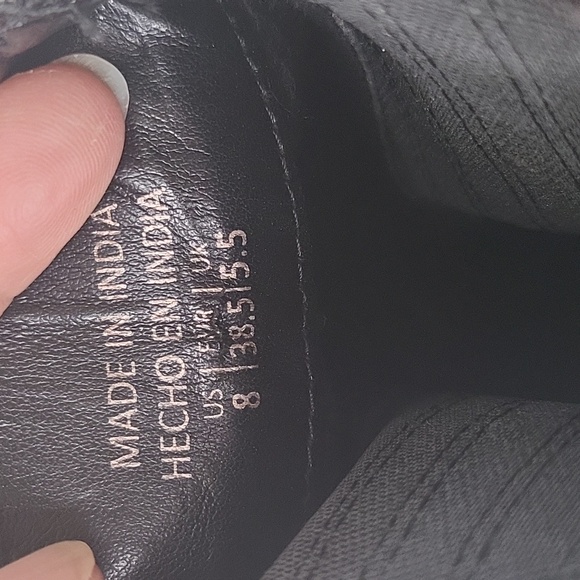 MADE IN INDIA
HECHO EN INDIA
US | EUR | UK
8 | 38.5 | 5.5